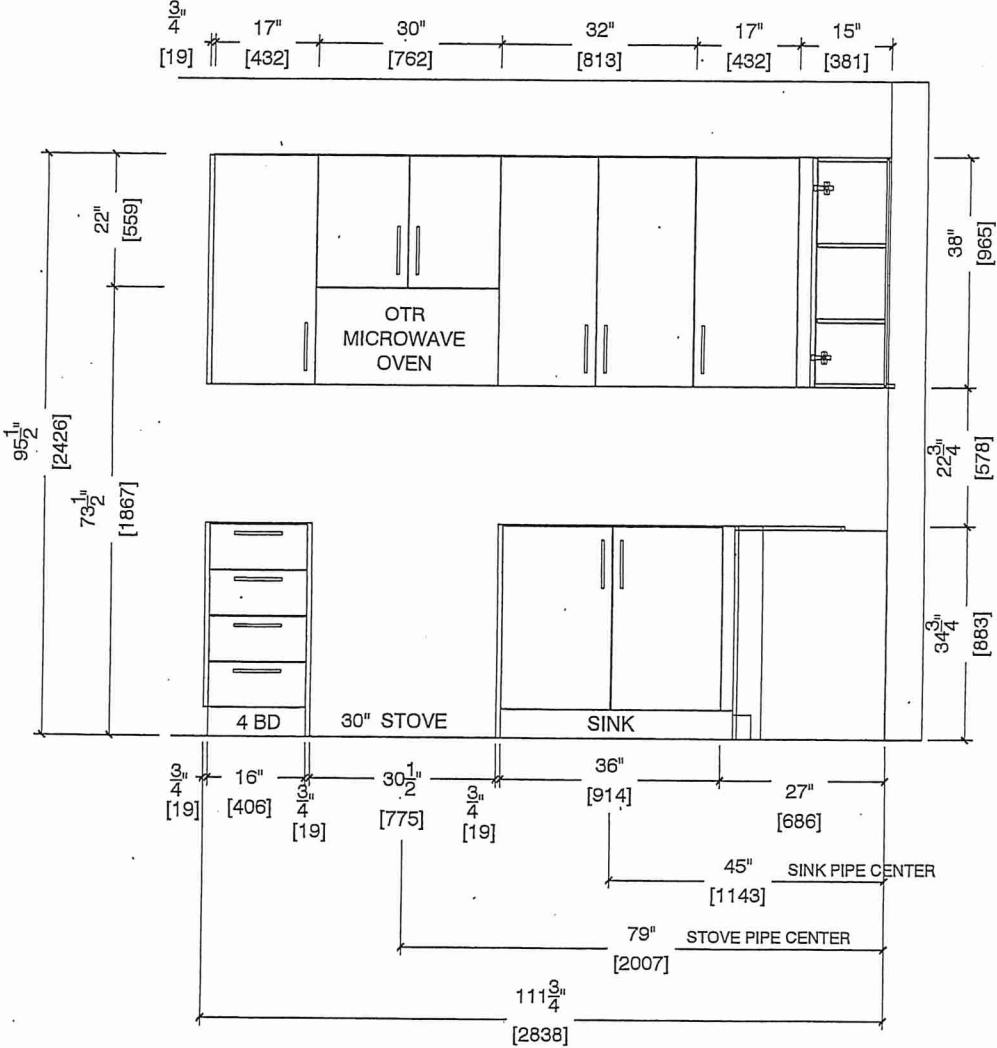 3/4" 17" 30" 32" 17" 15"
[19] [432] [762] [813] [432] [381]
22"
[559]
38"
[965]
OTR
MICROWAVE
OVEN
95 1/2"
[2426]
73 1/2"
[1867]
22 3/4"
[578]
34 3/4"
[883]
4 BD 30" STOVE SINK
3/4" 16" 3/4" 30 1/2" 3/4" 36" 27"
[19] [406] [19] [775] [19] [914] [686]
45" SINK PIPE CENTER
[1143]
79" STOVE PIPE CENTER
[2007]
111 3/4"
[2838]